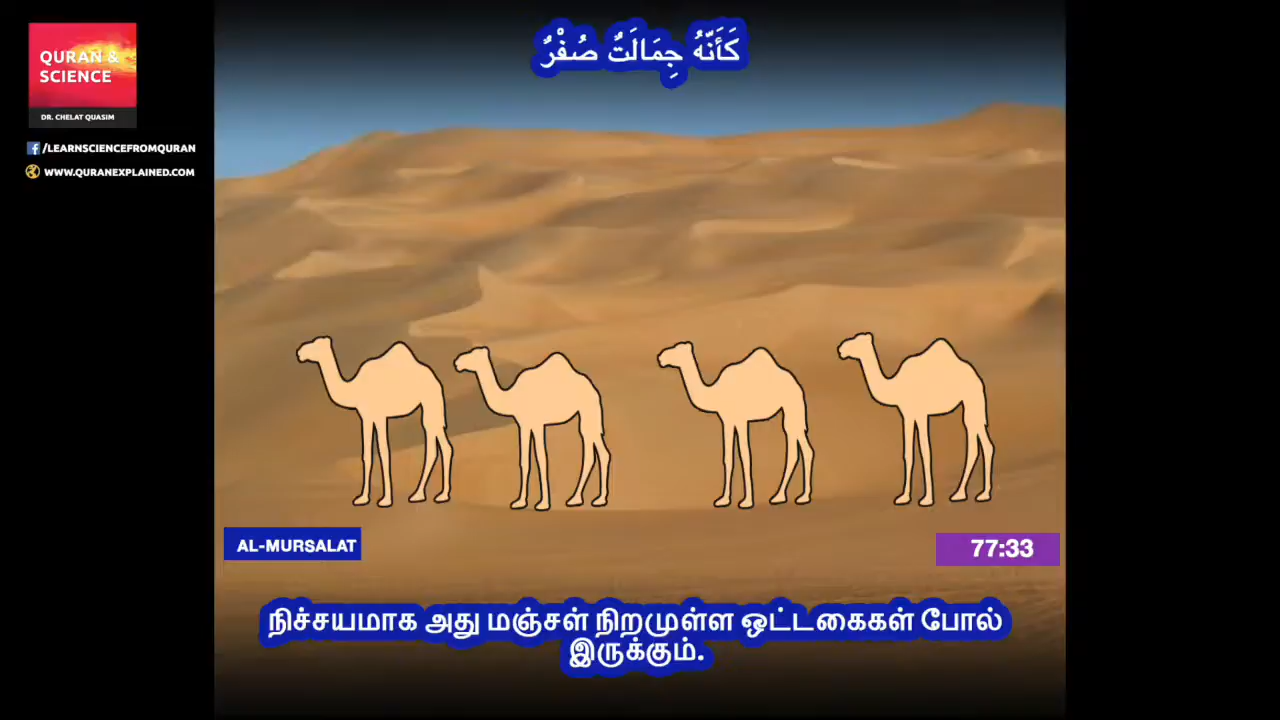 كَأَنَّهُ جِمَالَتٌ صُفْرٌ
QURAN &
SCIENCE
DR. CHELAT QUASIM
/LEARNSCIENCEFROMQURAN
WWW.QURANEXPLAINED.COM
AL-MURSALAT
77:33
நிச்சயமாக அது மஞ்சள் நிறமுள்ள ஒட்டகைகள் போல்
இருக்கும்.